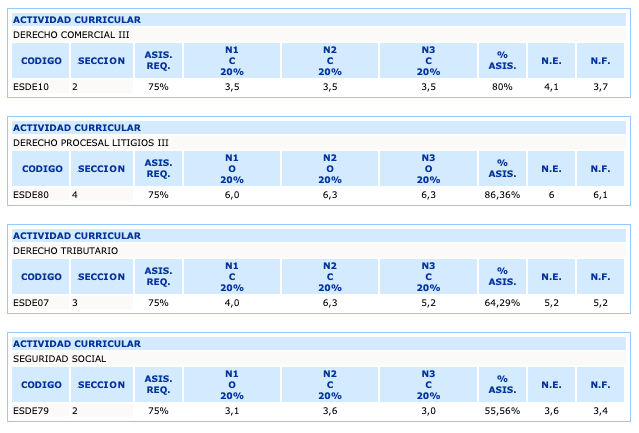 ACTIVIDAD CURRICULAR
DERECHO COMERCIAL III
CODIGO SECCION ASIS. REQ. N1 C 20% N2 C 20% N3 C 20% % ASIS. N.E. N.F.
ESDE10 2 75% 3,5 3,5 3,5 80% 4,1 3,7
ACTIVIDAD CURRICULAR
DERECHO PROCESAL LITIGIOS III
CODIGO SECCION ASIS. REQ. N1 O 20% N2 O 20% N3 O 20% % ASIS. N.E. N.F.
ESDE80 4 75% 6,0 6,3 6,3 86,36% 6 6,1
ACTIVIDAD CURRICULAR
DERECHO TRIBUTARIO
CODIGO SECCION ASIS. REQ. N1 C 20% N2 C 20% N3 C 20% % ASIS. N.E. N.F.
ESDE07 3 75% 4,0 6,3 5,2 64,29% 5,2 5,2
ACTIVIDAD CURRICULAR
SEGURIDAD SOCIAL
CODIGO SECCION ASIS. REQ. N1 O 20% N2 C 20% N3 C 20% % ASIS. N.E. N.F.
ESDE79 2 75% 3,1 3,6 3,0 55,56% 3,6 3,4